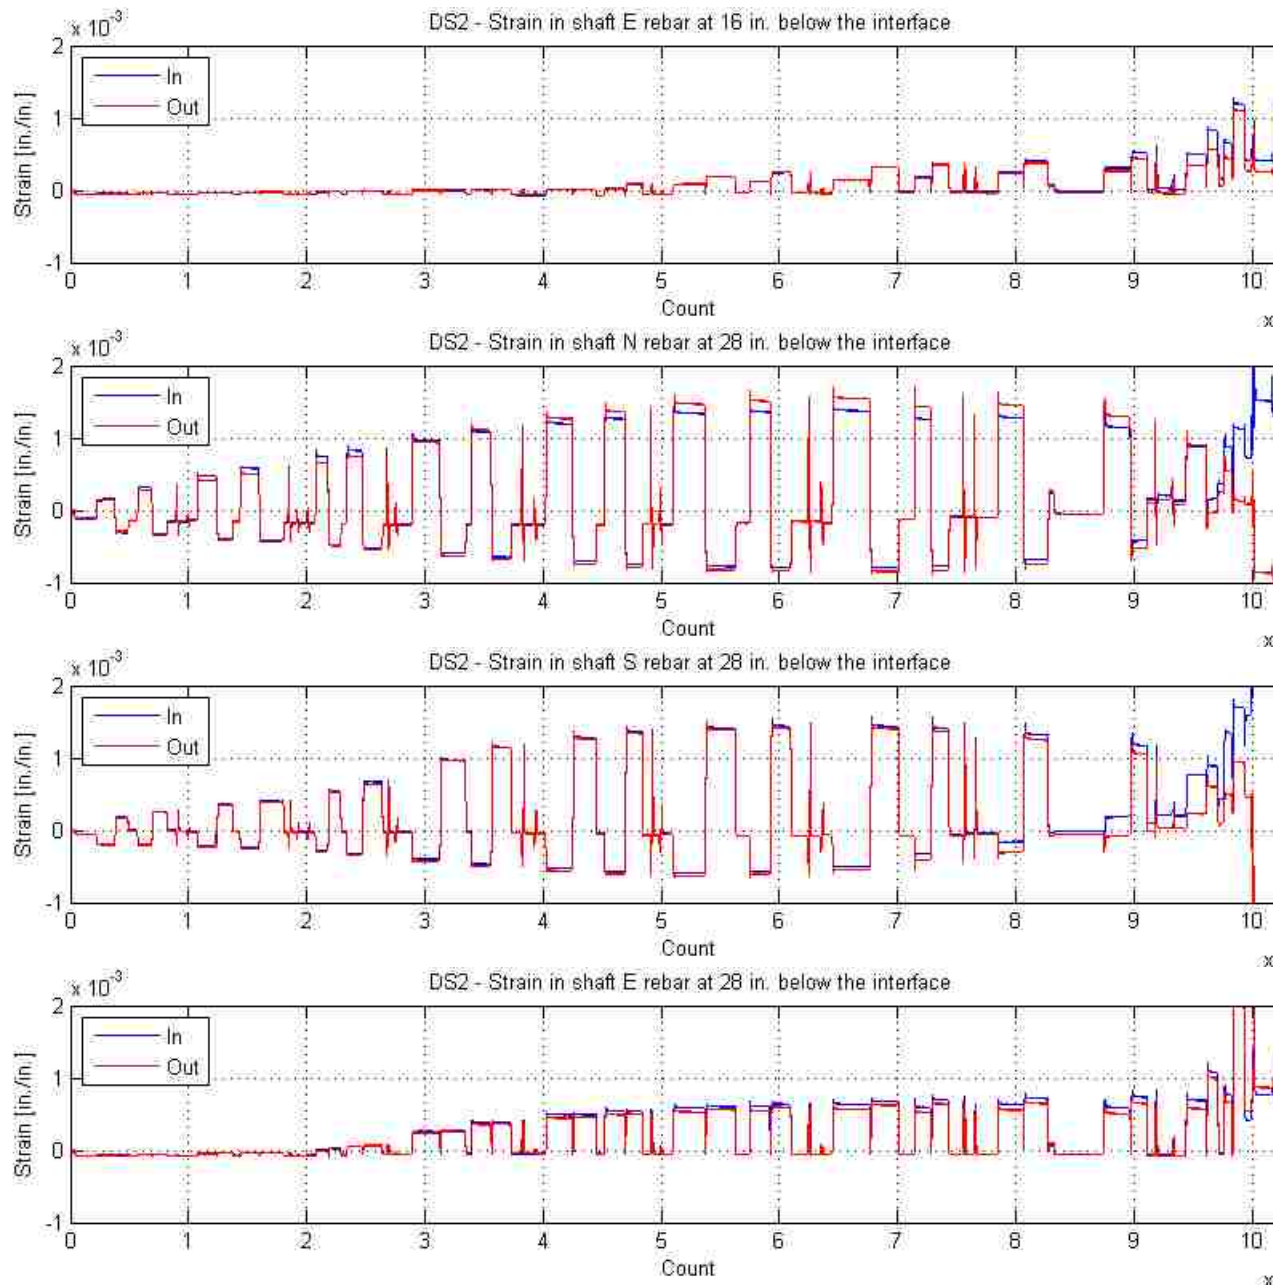 DS2 - Strain in shaft E rebar at 16 in. below the interface
x 10^-3
2
1
0
-1
Strain [in./in.]
In
Out
0 1 2 3 4 5 6 7 8 9 10
Count
x
DS2 - Strain in shaft N rebar at 28 in. below the interface
x 10^-3
2
1
0
-1
Strain [in./in.]
In
Out
0 1 2 3 4 5 6 7 8 9 10
Count
x
DS2 - Strain in shaft S rebar at 28 in. below the interface
x 10^-3
2
1
0
-1
Strain [in./in.]
In
Out
0 1 2 3 4 5 6 7 8 9 10
Count
x
DS2 - Strain in shaft E rebar at 28 in. below the interface
x 10^-3
2
1
0
-1
Strain [in./in.]
In
Out
0 1 2 3 4 5 6 7 8 9 10
Count
x